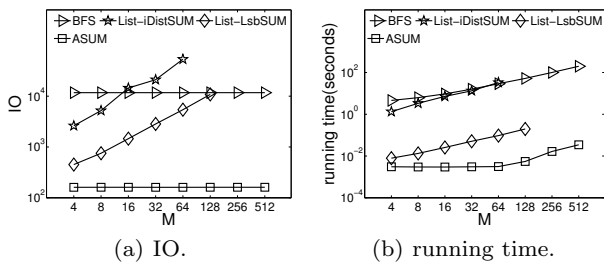 BFS List-iDistSUM List-LsbSUM
ASUM
IO
10^4
10^3
10^2
4 8 16 32 64 128 256 512
M
(a) IO.
BFS List-iDistSUM List-LsbSUM
ASUM
running time(seconds)
10^2
10^0
10^-2
10^-4
4 8 16 32 64 128 256 512
M
(b) running time.